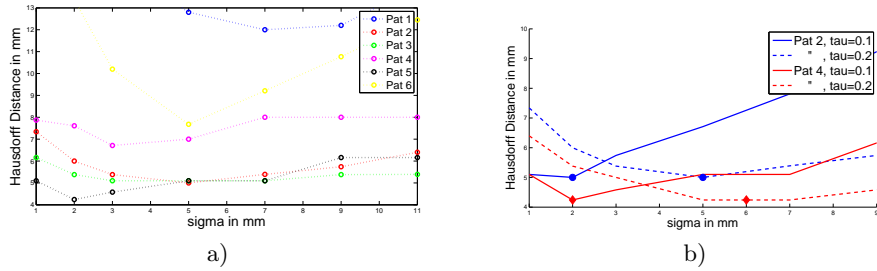 13
12
11
10
9
8
7
6
5
4
Hausdorff Distance in mm
1
2
3
4
5
6
7
8
9
10
11
sigma in mm
Pat 1
Pat 2
Pat 3
Pat 4
Pat 5
Pat 6
a)
10
9
8
7
6
5
4
Hausdorff Distance in mm
1
2
3
4
5
6
7
8
9
sigma in mm
Pat 2, tau=0.1
" , tau=0.2
Pat 4, tau=0.1
" , tau=0.2
b)